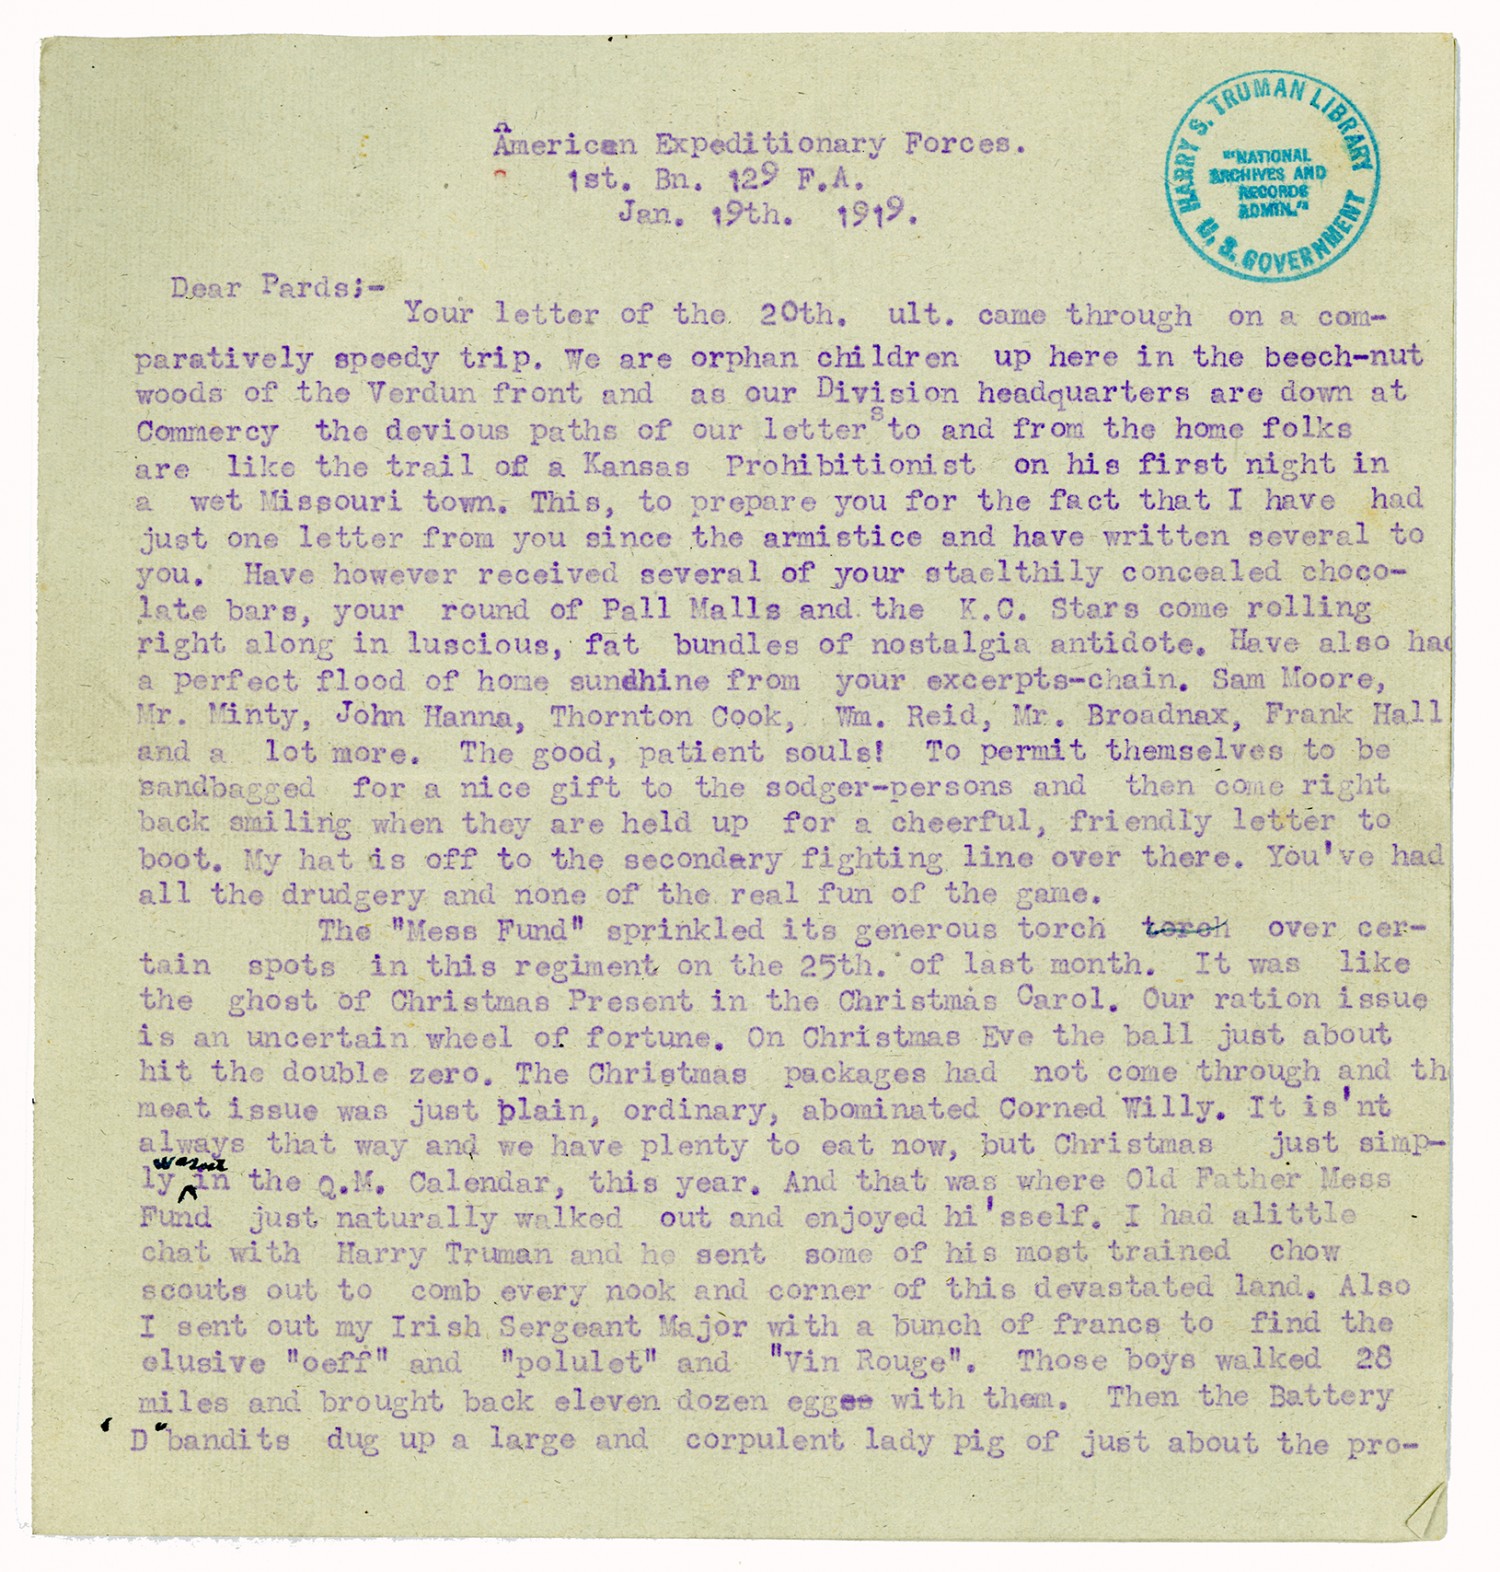 American Expeditionary Forces.
1st. Bn. 129 F.A.
Jan. 19th. 1919.
HARRY S. TRUMAN LIBRARY
"NATIONAL
ARCHIVES AND
RECORDS
ADMIN."
U. S. GOVERNMENT
Dear Pards;-
Your letter of the 20th. ult. came through on a com-
paratively speedy trip. We are orphan children up here in the beech-nut
woods of the Verdun front and as our Division headquarters are down at
Commercy the devious paths of our letters to and from the home folks
are like the trail of a Kansas Prohibitionist on his first night in
a wet Missouri town. This, to prepare you for the fact that I have had
just one letter from you since the armistice and have written several to
you. Have however received several of your staelthily concealed choco-
late bars, your round of Pall Malls and the K.C. Stars come rolling
right along in luscious, fat bundles of nostalgia antidote. Have also had
a perfect flood of home sundhine from your excerpts-chain. Sam Moore,
Mr. Minty, John Hanna, Thornton Cook, Wm. Reid, Mr. Broadnax, Frank Hall
and a lot more. The good, patient souls! To permit themselves to be
sandbagged for a nice gift to the sodger-persons and then come right
back smiling when they are held up for a cheerful, friendly letter to
boot. My hat is off to the secondary fighting line over there. You've had
all the drudgery and none of the real fun of the game.
The "Mess Fund" sprinkled its generous torch torch over cer-
tain spots in this regiment on the 25th. of last month. It was like
the ghost of Christmas Present in the Christmas Carol. Our ration issue
is an uncertain wheel of fortune. On Christmas Eve the ball just about
hit the double zero. The Christmas packages had not come through and th
meat issue was just plain, ordinary, abominated Corned Willy. It is'nt
always that way and we have plenty to eat now, but Christmas just simp-
ly wasnt in the Q.M. Calendar, this year. And that was where Old Father Mess
Fund just naturally walked out and enjoyed hi'sself. I had alittle
chat with Harry Truman and he sent some of his most trained chow
scouts out to comb every nook and corner of this devastated land. Also
I sent out my Irish Sergeant Major with a bunch of francs to find the
elusive "oeff" and "polulet" and "Vin Rouge". Those boys walked 28
miles and brought back eleven dozen egges with them. Then the Battery
"D" bandits dug up a large and corpulent lady pig of just about the pro-